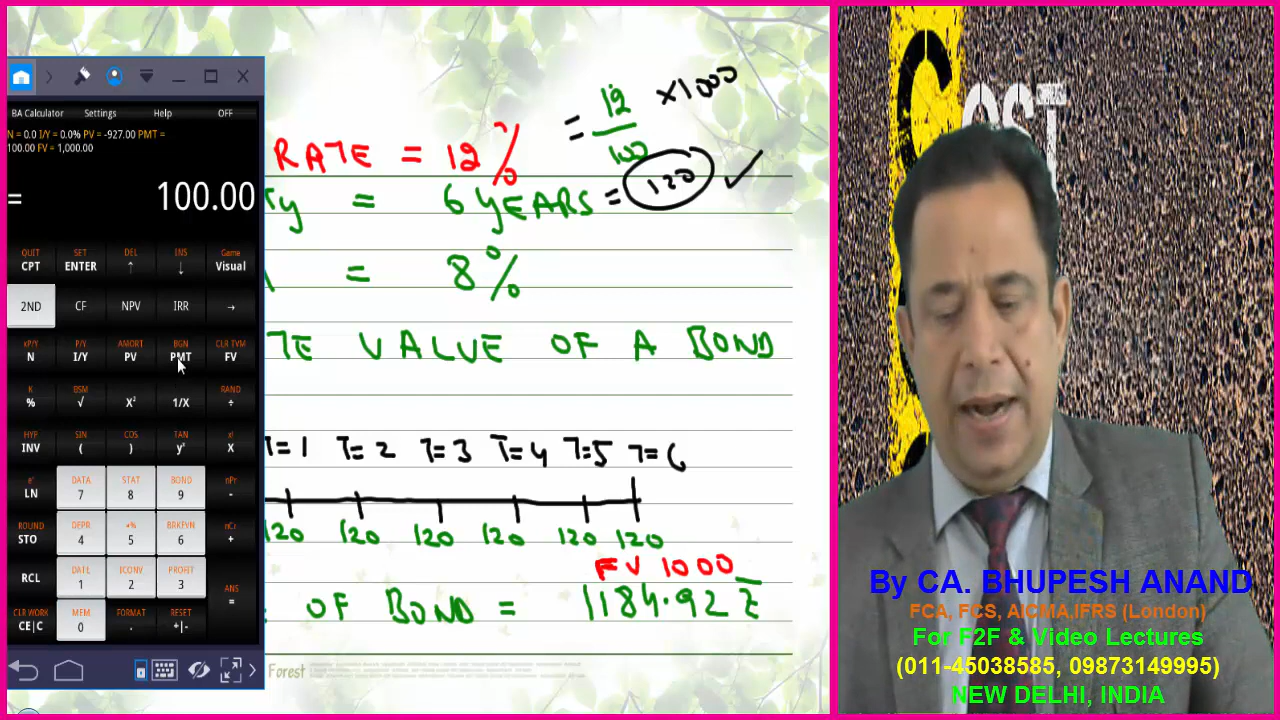 BA Calculator Settings Help OFF
N = 0.0 I/Y = 0.0% PV = -927.00 PMT =
100.00 FV = 1,000.00
= 100.00
QUIT SET DEL INS Game
CPT ENTER ↑ ↓ Visual
2ND CF NPV IRR →
xP/Y P/Y AMORT BGN CLR TVM
N I/Y PV PMT FV
K BSM RAND
% √ X² 1/X ÷
HYP SIN COS TAN x!
INV ( ) yˣ X
eˣ DATA STAT BOND nPr
LN 7 8 9 -
ROUND DEPR BRKEVN nCr
STO 4 5 6 +
DATE ICONV PROFIT
RCL 1 2 3 ANS
CLR WORK MEM FORMAT RESET =
CE|C 0 . +|-
RATE = 12% = 12/100 ×1000
Ty = 6 YEARS = 120 ✓
= 8%
TE VALUE OF A BOND
T=1 T=2 T=3 T=4 T=5 T=6
120 120 120 120 120 120
FV 1000
OF BOND = 1184.92
Forest
COST
By CA. BHUPESH ANAND
FCA, FCS, AICMA,IFRS (London)
For F2F & Video Lectures
(011-45038585, 09873149995)
NEW DELHI, INDIA